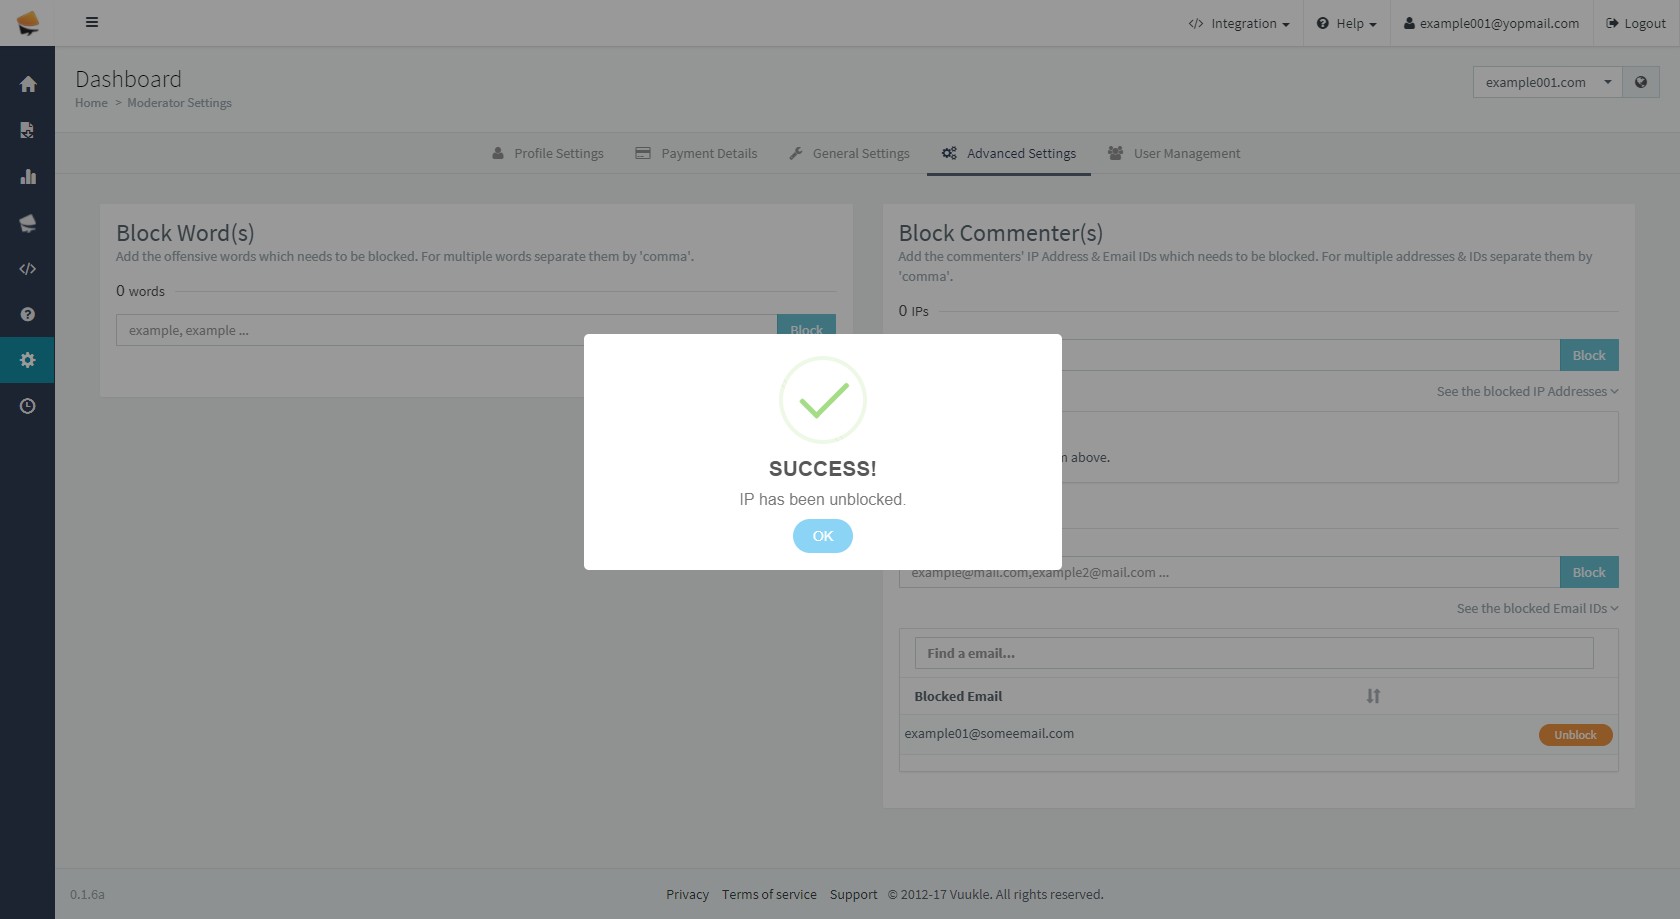 </> Integration
Help
example001@yopmail.com
Logout
Dashboard
Home > Moderator Settings
example001.com
Profile Settings
Payment Details
General Settings
Advanced Settings
User Management
Block Word(s)
Add the offensive words which needs to be blocked. For multiple words separate them by 'comma'.
0 words
example, example ...
Block
Block Commenter(s)
Add the commenters' IP Address & Email IDs which needs to be blocked. For multiple addresses & IDs separate them by
'comma'.
0 IPs
Block
See the blocked IP Addresses
above.
SUCCESS!
IP has been unblocked.
OK
example@mail.com,example2@mail.com ...
Block
See the blocked Email IDs
Find a email...
Blocked Email
example01@someemail.com
Unblock
0.1.6a
Privacy Terms of service Support © 2012-17 Vuukle. All rights reserved.